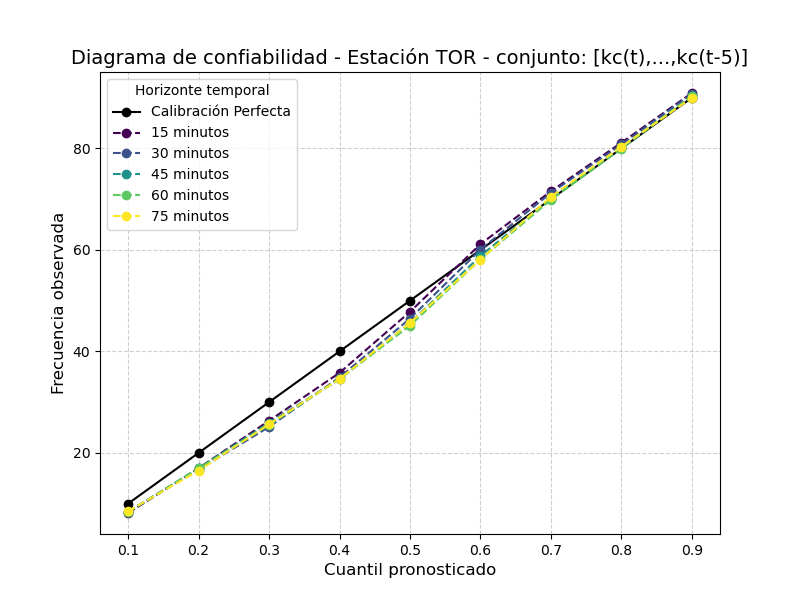 Diagrama de confiabilidad - Estación TOR - conjunto: [kc(t),...,kc(t-5)]
Horizonte temporal
Calibración Perfecta
15 minutos
30 minutos
45 minutos
60 minutos
75 minutos
Frecuencia observada
80
60
40
20
0.1 0.2 0.3 0.4 0.5 0.6 0.7 0.8 0.9
Cuantil pronosticado